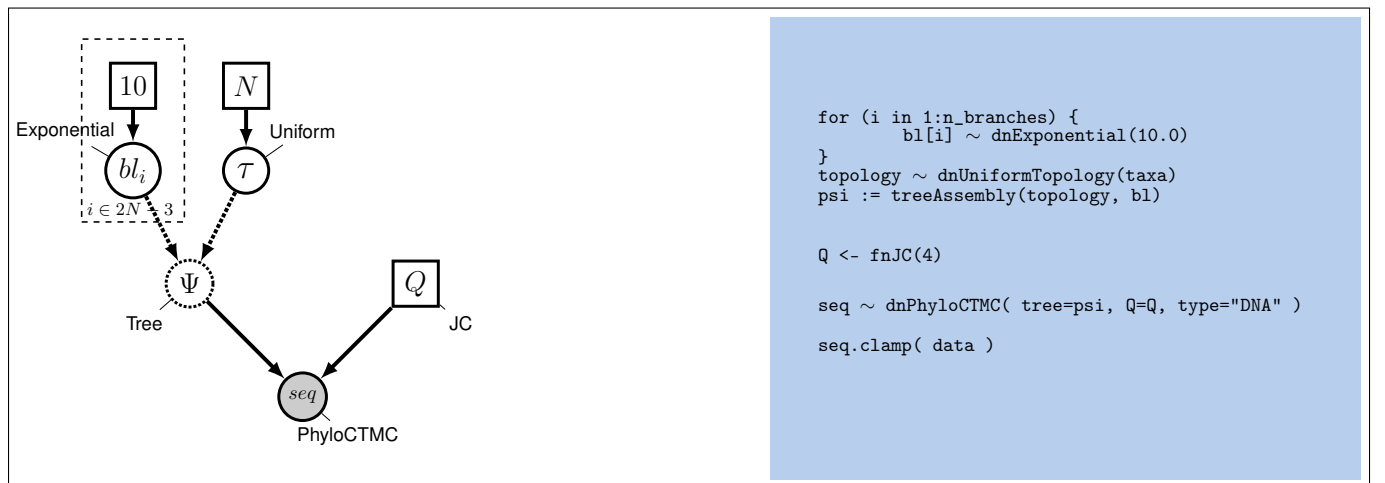 10
N
Exponential
Uniform
bl_i
τ
i ∈ 2N − 3
Ψ
Q
Tree
JC
seq
PhyloCTMC
for (i in 1:n_branches) {
bl[i] ∼ dnExponential(10.0)
}
topology ∼ dnUniformTopology(taxa)
psi := treeAssembly(topology, bl)
Q <- fnJC(4)
seq ∼ dnPhyloCTMC( tree=psi, Q=Q, type="DNA" )
seq.clamp( data )